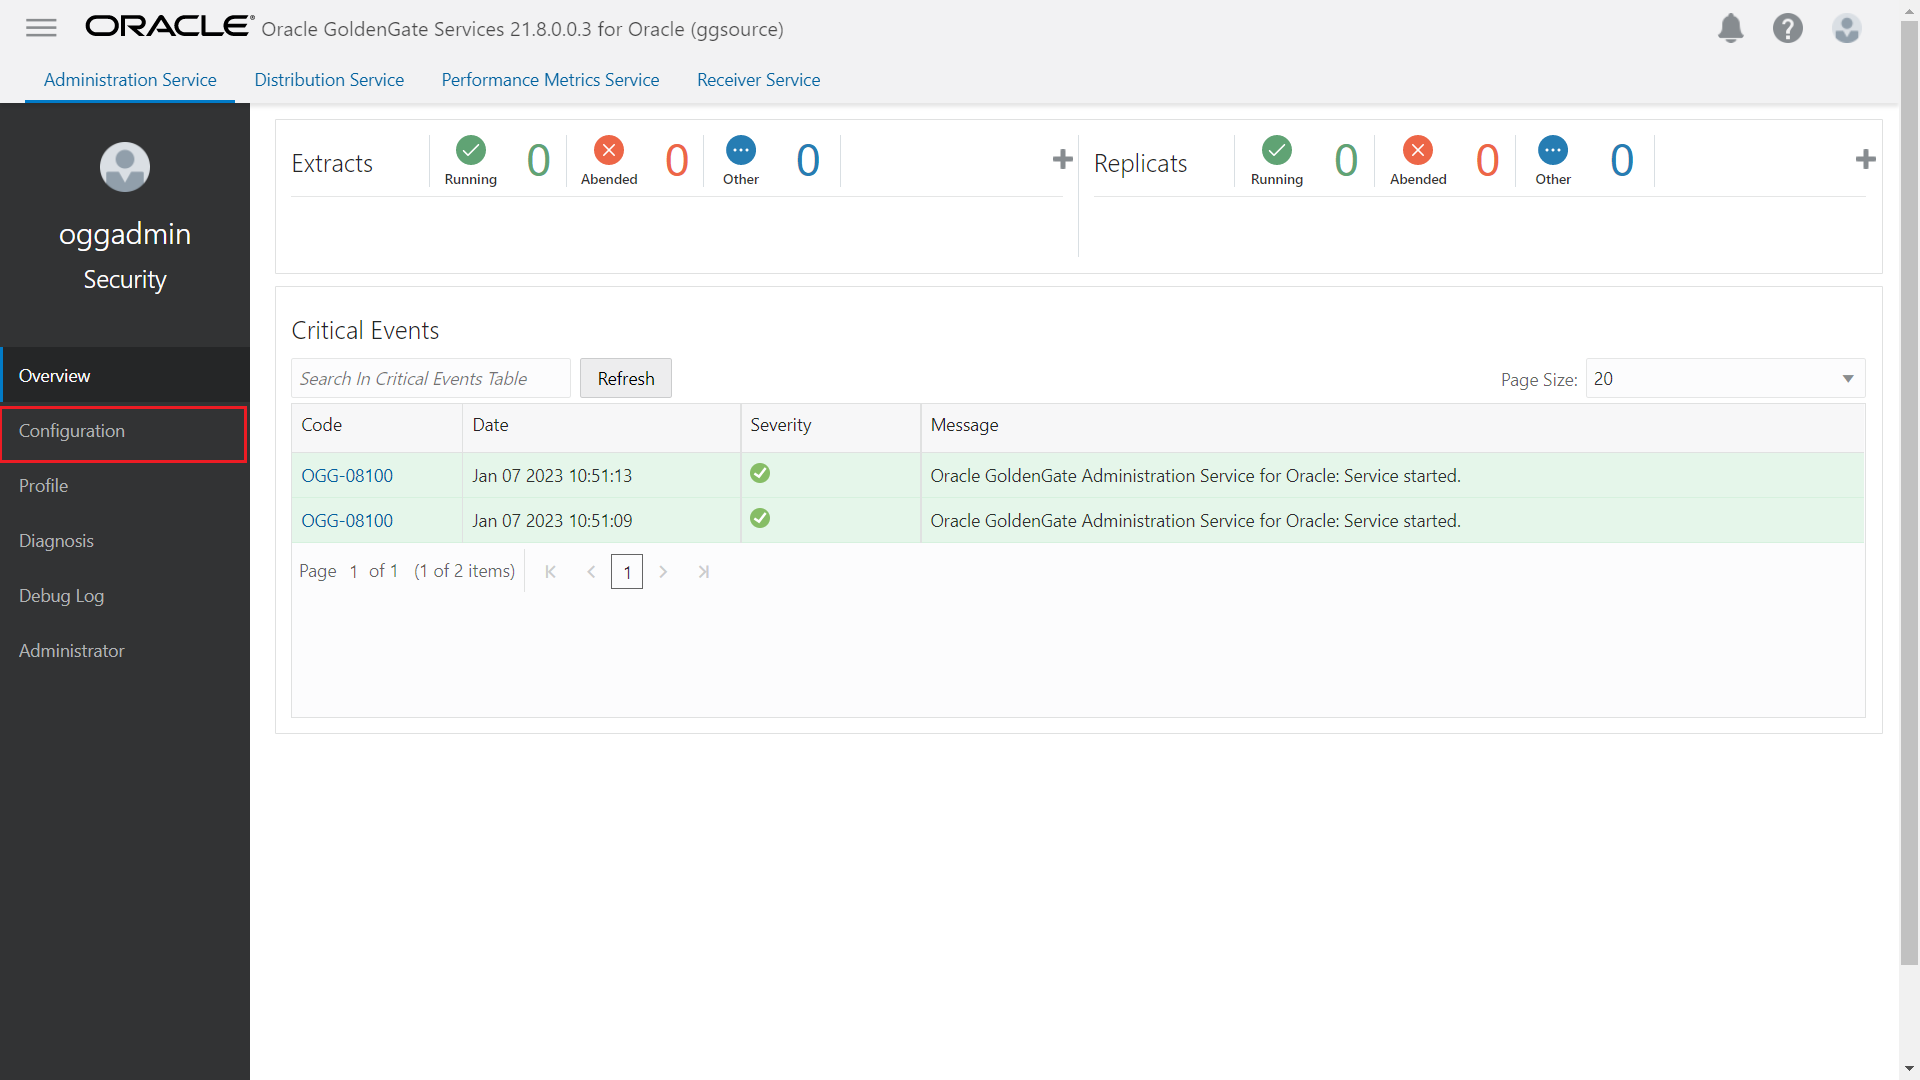 ORACLE® Oracle GoldenGate Services 21.8.0.0.3 for Oracle (ggsource)
Administration Service Distribution Service Performance Metrics Service Receiver Service
oggadmin
Security
Overview
Configuration
Profile
Diagnosis
Debug Log
Administrator
Extracts Running 0 Abended 0 Other 0
Replicats Running 0 Abended 0 Other 0
Critical Events
Search In Critical Events Table Refresh Page Size: 20
Code Date Severity Message
OGG-08100 Jan 07 2023 10:51:13 Oracle GoldenGate Administration Service for Oracle: Service started.
OGG-08100 Jan 07 2023 10:51:09 Oracle GoldenGate Administration Service for Oracle: Service started.
Page 1 of 1 (1 of 2 items) 1